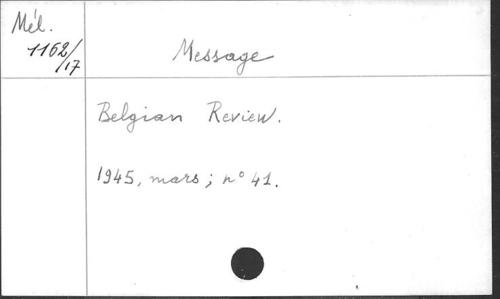 Mél.
1162/17
Message
Belgian Review.
1945, mars; n° 41.